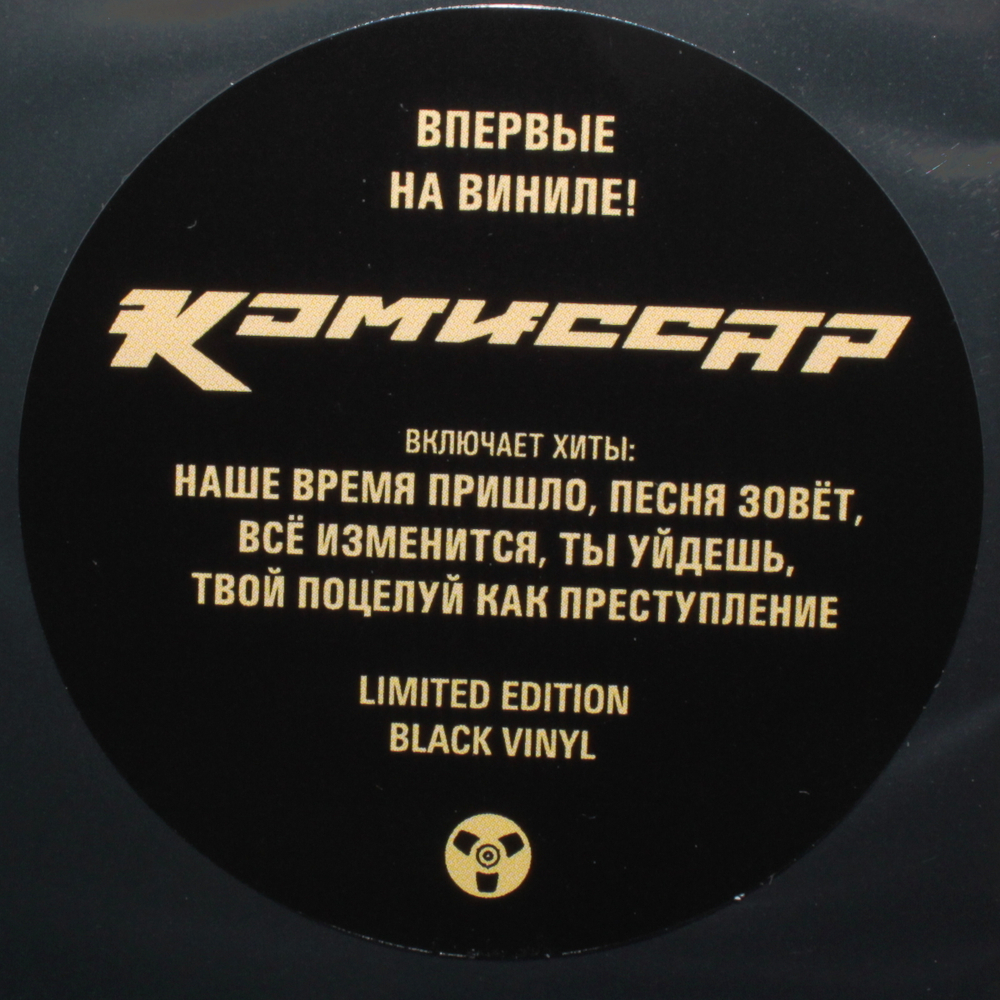 ВПЕРВЫЕ
НА ВИНИЛЕ!
КОМИССАР
ВКЛЮЧАЕТ ХИТЫ:
НАШЕ ВРЕМЯ ПРИШЛО, ПЕСНЯ ЗОВЁТ,
ВСЁ ИЗМЕНИТСЯ, ТЫ УЙДЕШЬ,
ТВОЙ ПОЦЕЛУЙ КАК ПРЕСТУПЛЕНИЕ
LIMITED EDITION
BLACK VINYL